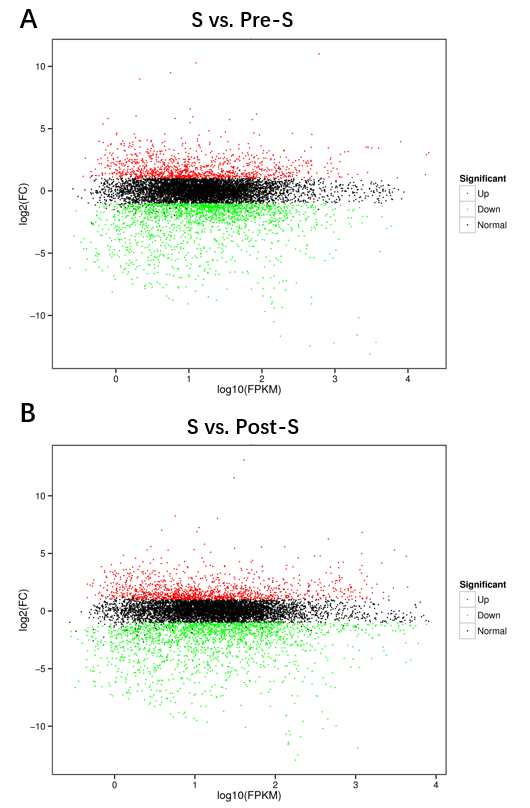 A
S vs. Pre-S
10
5
0
−5
−10
log2(FC)
0
1
2
3
4
log10(FPKM)
Significant
Up
Down
Normal
B
S vs. Post-S
10
5
0
−5
−10
log2(FC)
0
1
2
3
4
log10(FPKM)
Significant
Up
Down
Normal